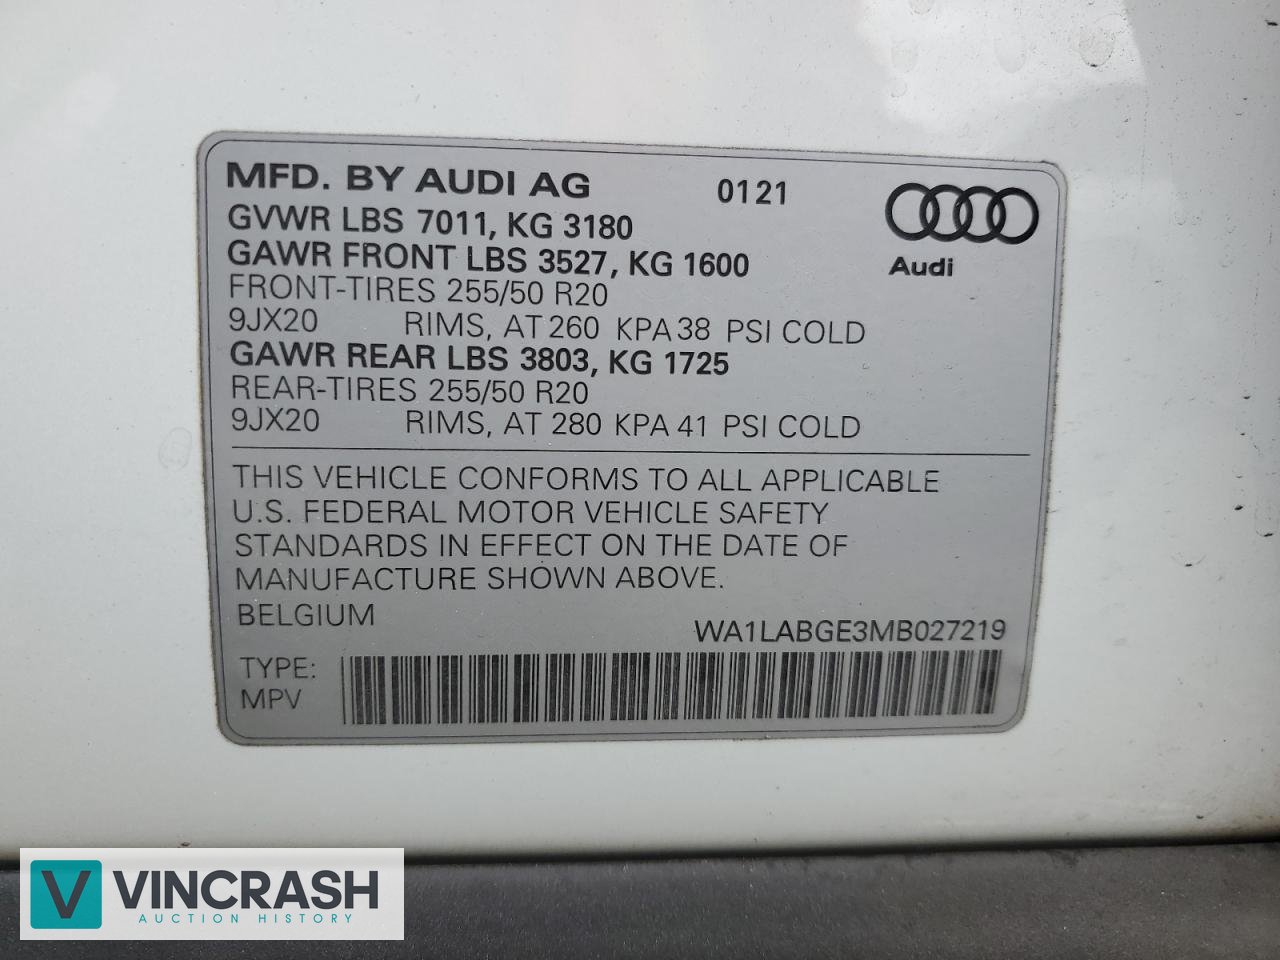 MFD. BY AUDI AG 0121
GVWR LBS 7011, KG 3180
GAWR FRONT LBS 3527, KG 1600
Audi
FRONT-TIRES 255/50 R20
9JX20 RIMS, AT 260 KPA 38 PSI COLD
GAWR REAR LBS 3803, KG 1725
REAR-TIRES 255/50 R20
9JX20 RIMS, AT 280 KPA 41 PSI COLD
THIS VEHICLE CONFORMS TO ALL APPLICABLE
U.S. FEDERAL MOTOR VEHICLE SAFETY
STANDARDS IN EFFECT ON THE DATE OF
MANUFACTURE SHOWN ABOVE.
BELGIUM
WA1LABGE3MB027219
TYPE:
MPV
V VINCRASH
AUCTION HISTORY